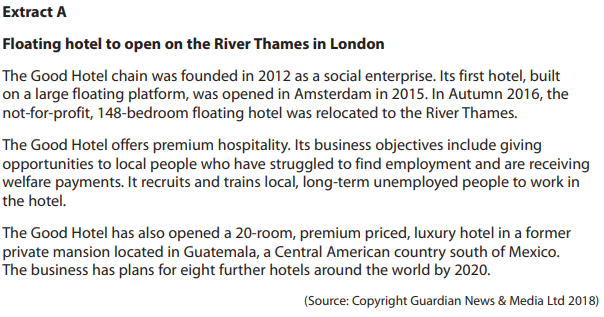 Extract A
Floating hotel to open on the River Thames in London
The Good Hotel chain was founded in 2012 as a social enterprise. Its first hotel, built
on a large floating platform, was opened in Amsterdam in 2015. In Autumn 2016, the
not-for-profit, 148-bedroom floating hotel was relocated to the River Thames.
The Good Hotel offers premium hospitality. Its business objectives include giving
opportunities to local people who have struggled to find employment and are receiving
welfare payments. It recruits and trains local, long-term unemployed people to work in
the hotel.
The Good Hotel has also opened a 20-room, premium priced, luxury hotel in a former
private mansion located in Guatemala, a Central American country south of Mexico.
The business has plans for eight further hotels around the world by 2020.
(Source: Copyright Guardian News & Media Ltd 2018)